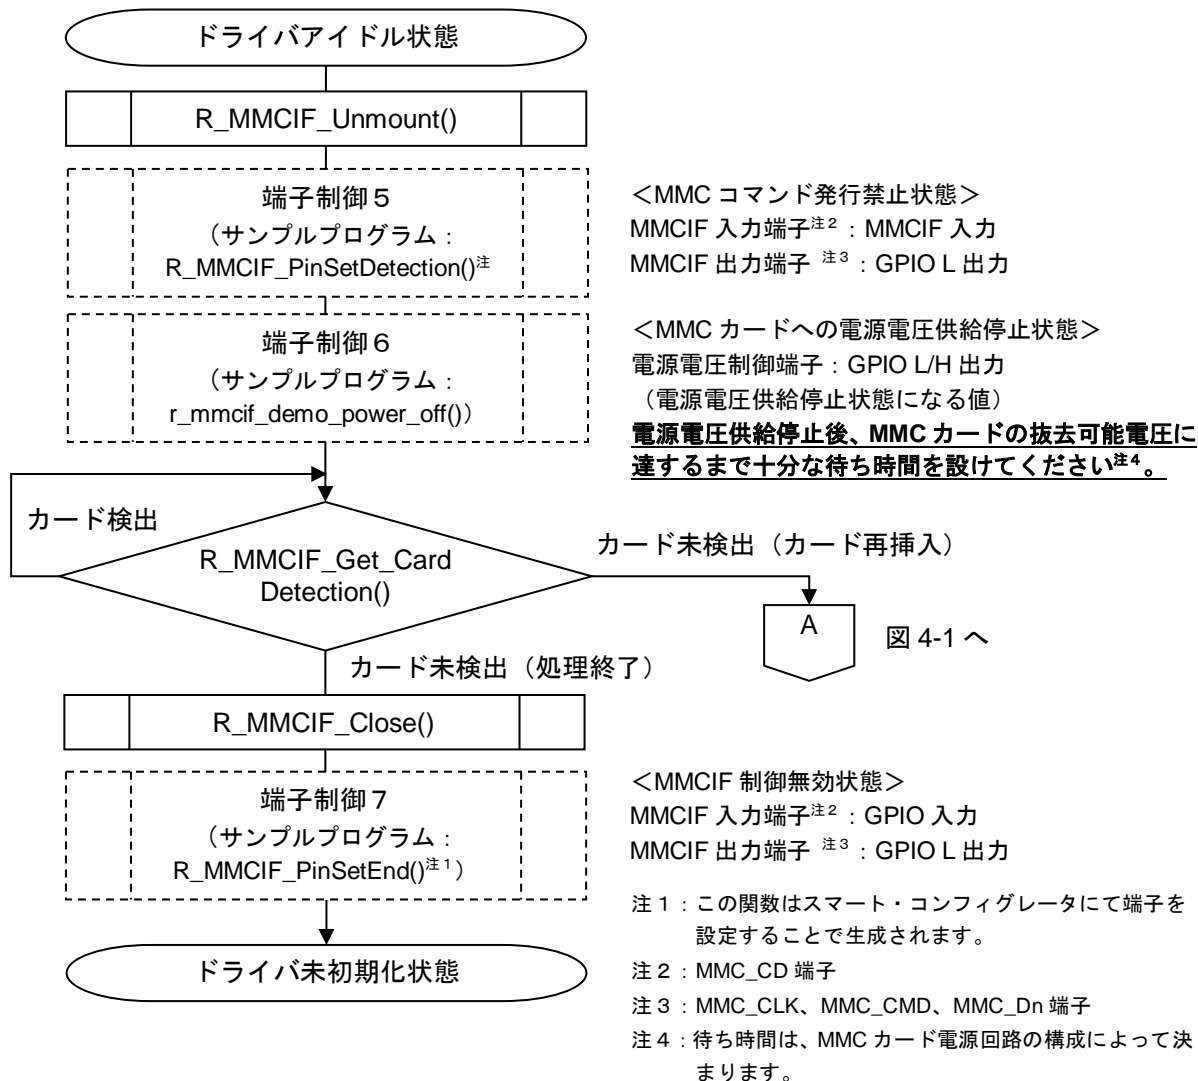 ドライバアイドル状態
R_MMCIF_Unmount()
端子制御５
（サンプルプログラム：
R_MMCIF_PinSetDetection()注
＜MMC コマンド発行禁止状態＞
MMCIF 入力端子注２：MMCIF 入力
MMCIF 出力端子 注３：GPIO L 出力
端子制御６
（サンプルプログラム：
r_mmcif_demo_power_off()）
＜MMC カードへの電源電圧供給停止状態＞
電源電圧制御端子：GPIO L/H 出力
（電源電圧供給停止状態になる値）
電源電圧供給停止後、MMC カードの抜去可能電圧に
達するまで十分な待ち時間を設けてください注４。
カード検出
R_MMCIF_Get_Card
Detection()
カード未検出（カード再挿入）
A
図 4-1 へ
カード未検出（処理終了）
R_MMCIF_Close()
端子制御７
（サンプルプログラム：
R_MMCIF_PinSetEnd()注１）
＜MMCIF 制御無効状態＞
MMCIF 入力端子注２：GPIO 入力
MMCIF 出力端子 注３：GPIO L 出力
ドライバ未初期化状態
注１：この関数はスマート・コンフィグレータにて端子を
設定することで生成されます。
注２：MMC_CD 端子
注３：MMC_CLK、MMC_CMD、MMC_Dn 端子
注４：待ち時間は、MMC カード電源回路の構成によって決
まります。